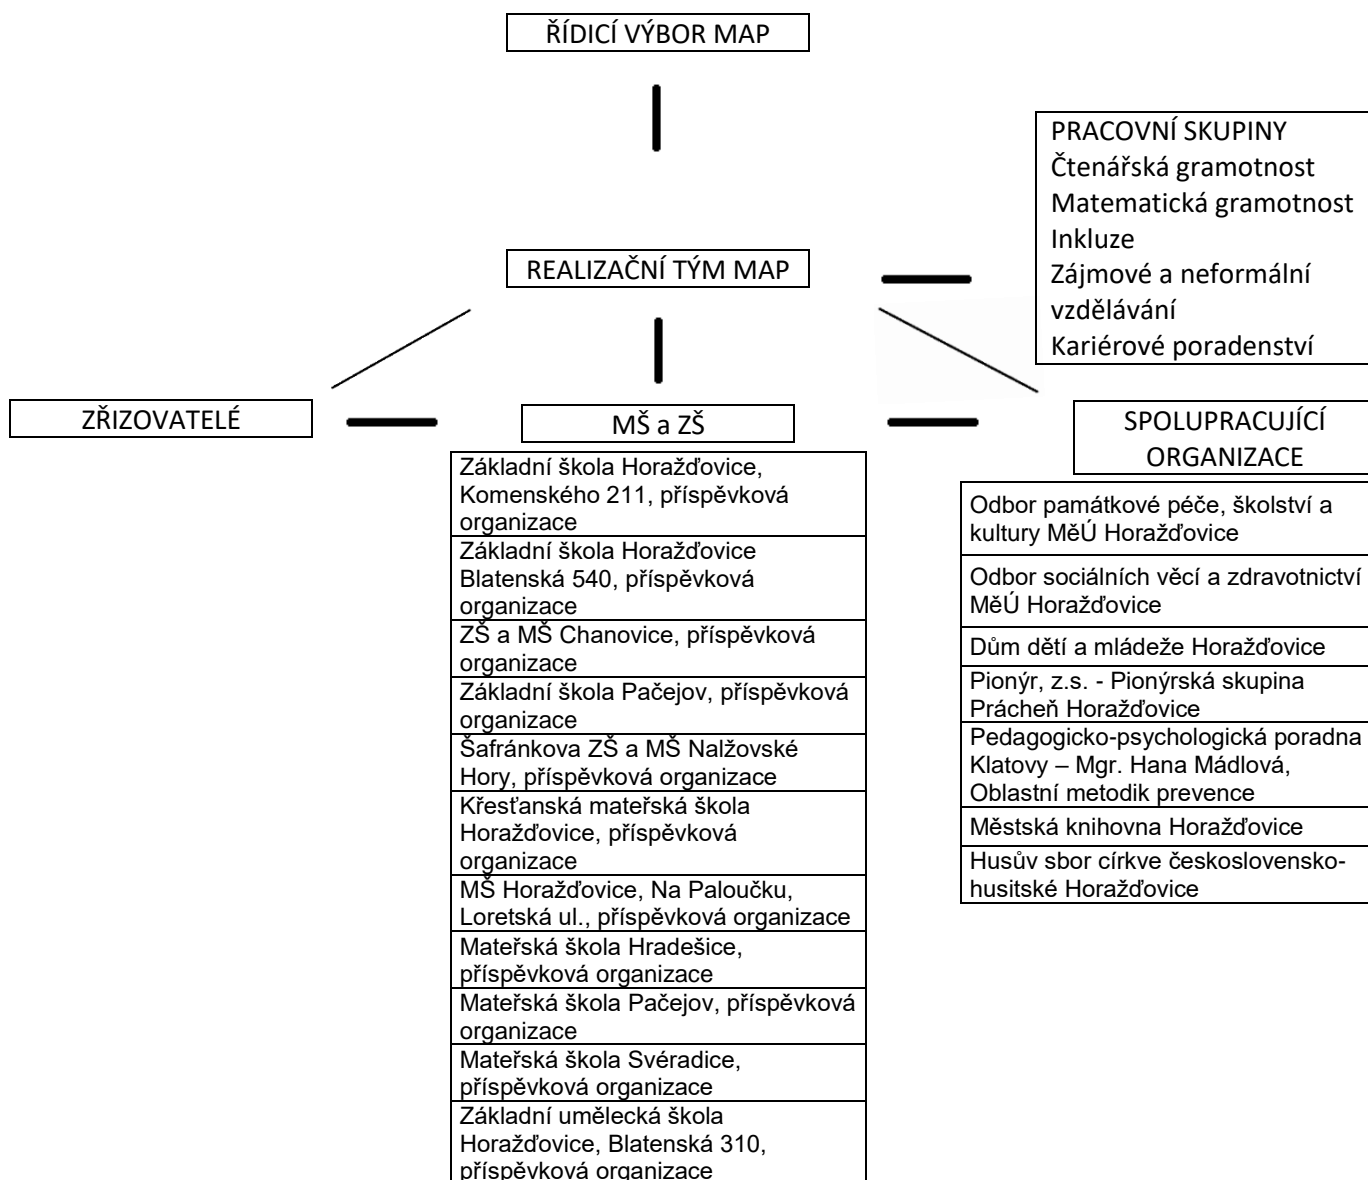 ŘÍDICÍ VÝBOR MAP
PRACOVNÍ SKUPINY
Čtenářská gramotnost
Matematická gramotnost
Inkluze
Zájmové a neformální
vzdělávání
Kariérové poradenství
REALIZAČNÍ TÝM MAP
ZŘIZOVATELÉ
MŠ a ZŠ
SPOLUPRACUJÍCÍ
ORGANIZACE
Základní škola Horažďovice,
Komenského 211, příspěvková
organizace
Základní škola Horažďovice
Blatenská 540, příspěvková
organizace
ZŠ a MŠ Chanovice, příspěvková
organizace
Základní škola Pačejov, příspěvková
organizace
Šafránkova ZŠ a MŠ Nalžovské
Hory, příspěvková organizace
Křesťanská mateřská škola
Horažďovice, příspěvková
organizace
MŠ Horažďovice, Na Paloučku,
Loretská ul., příspěvková organizace
Mateřská škola Hradešice,
příspěvková organizace
Mateřská škola Pačejov, příspěvková
organizace
Mateřská škola Svéradice,
příspěvková organizace
Základní umělecká škola
Horažďovice, Blatenská 310,
příspěvková organizace
Odbor památkové péče, školství a
kultury MěÚ Horažďovice
Odbor sociálních věcí a zdravotnictví
MěÚ Horažďovice
Dům dětí a mládeže Horažďovice
Pionýr, z.s. - Pionýrská skupina
Prácheň Horažďovice
Pedagogicko-psychologická poradna
Klatovy – Mgr. Hana Mádlová,
Oblastní metodik prevence
Městská knihovna Horažďovice
Husův sbor církve československo-
husitské Horažďovice